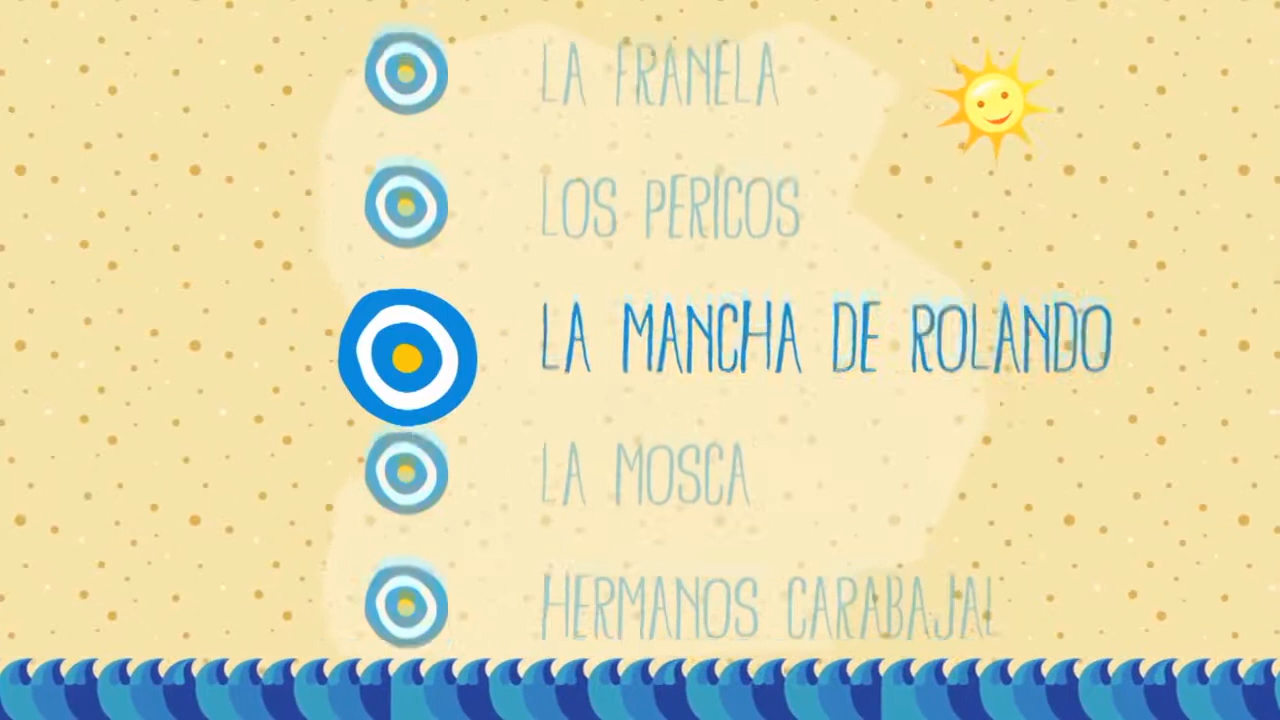 LA FRANELA
LOS PERICOS
LA MANCHA DE ROLANDO
LA MOSCA
HERMANOS CARABAJAL